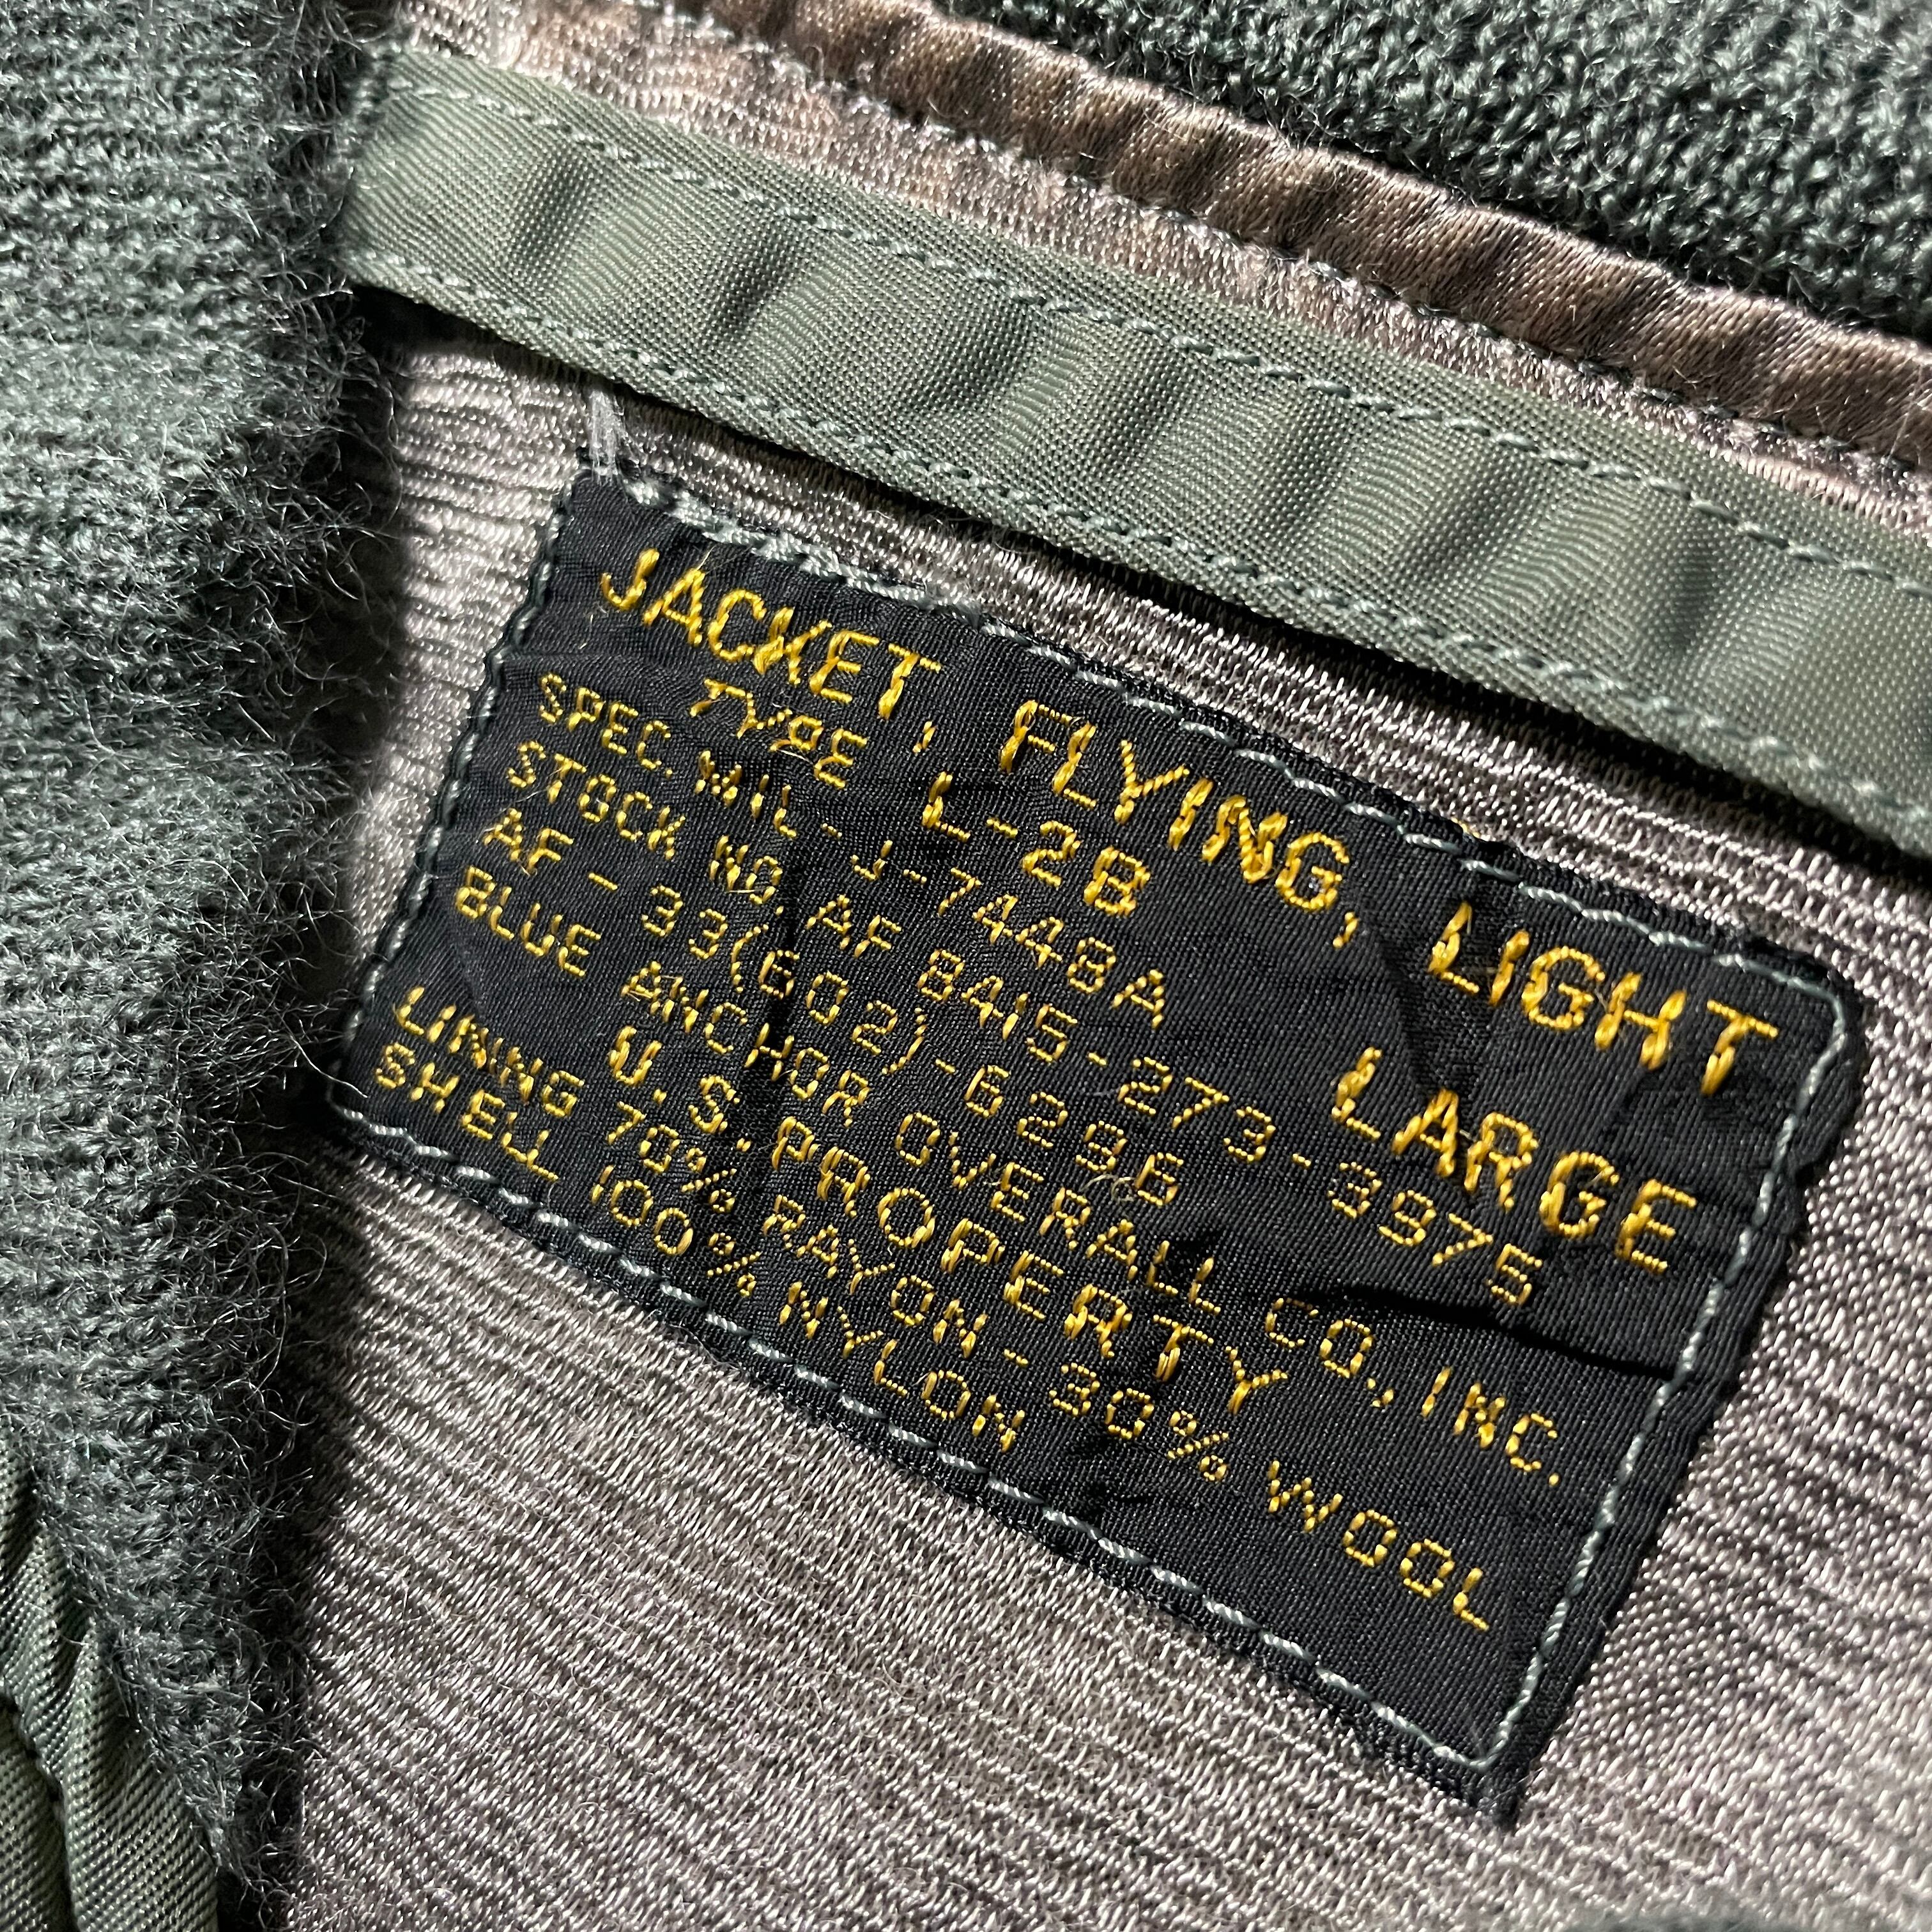 JACKET, FLYING, LIGHT
TYPE L-2B LARGE
SPEC. MIL-J-7448A
STOCK NO. AF 8415-273-3975
AF-33(602)-6296
BLUE ANCHOR OVERALL CO., INC.
U.S. PROPERTY
LINING 70% RAYON-30% WOOL
SHELL 100% NYLON